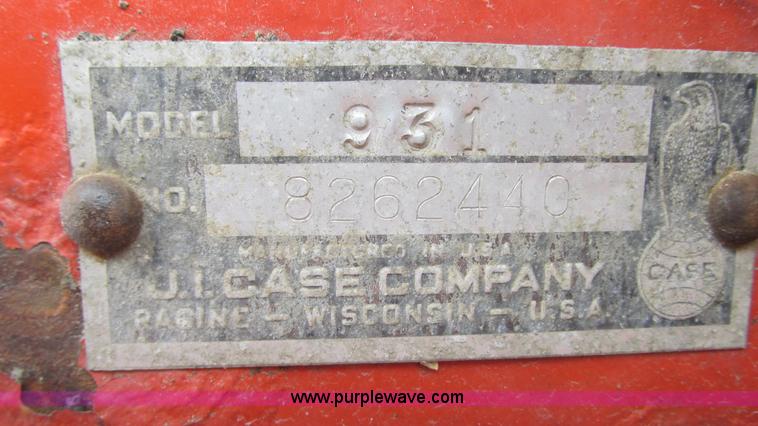 MODEL 931
NO. 8262440
MANUFACTURED IN U.S.A.
J.I. CASE COMPANY
RACINE - WISCONSIN - U.S.A.
CASE
www.purplewave.com